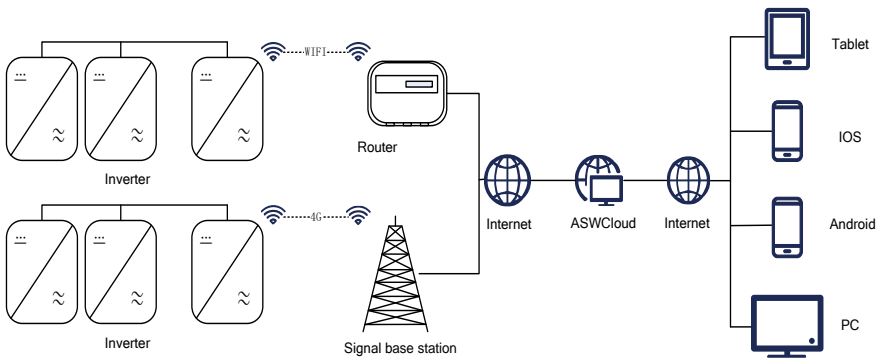 WIFI
Tablet
Router
IOS
Inverter
4G
Internet
ASWCloud
Internet
Android
Inverter
Signal base station
PC